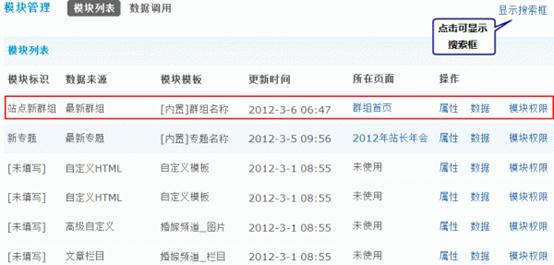 模块管理 模块列表 数据调用 显示搜索框
点击可显示
搜索框
模块列表
模块标识 数据来源 模块模板 更新时间 所在页面 操作
站点新群组 最新群组 [内置]群组名称 2012-3-6 06:47 群组首页 属性 数据 模块权限
新专题 最新专题 [内置]专题名称 2012-3-5 09:56 2012年站长年会 属性 数据 模块权限
[未填写] 自定义HTML 自定义模板 2012-3-1 08:55 未使用 属性 数据 模块权限
[未填写] 自定义HTML 自定义模板 2012-3-1 08:55 未使用 属性 数据 模块权限
[未填写] 高级自定义 婚嫁频道_图片 2012-3-1 08:55 未使用 属性 数据 模块权限
[未填写] 文章栏目 婚嫁频道_栏目 2012-3-1 08:55 未使用 属性 数据 模块权限